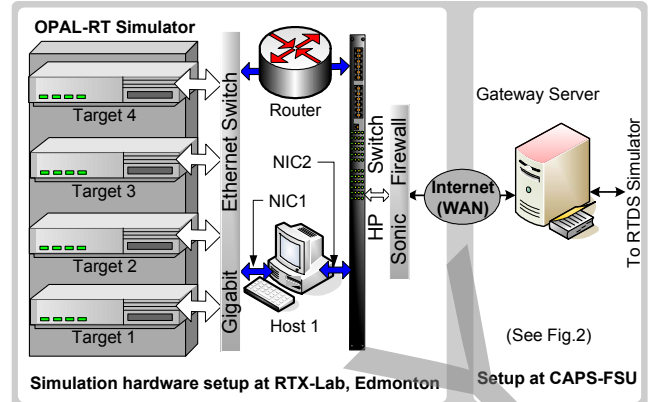 OPAL-RT Simulator
Target 4
Target 3
Target 2
Target 1
Gigabit Ethernet Switch
Router
NIC2
NIC1
Host 1
HP Switch
Sonic Firewall
Internet
(WAN)
Gateway Server
To RTDS Simulator
(See Fig.2)
Simulation hardware setup at RTX-Lab, Edmonton
Setup at CAPS-FSU